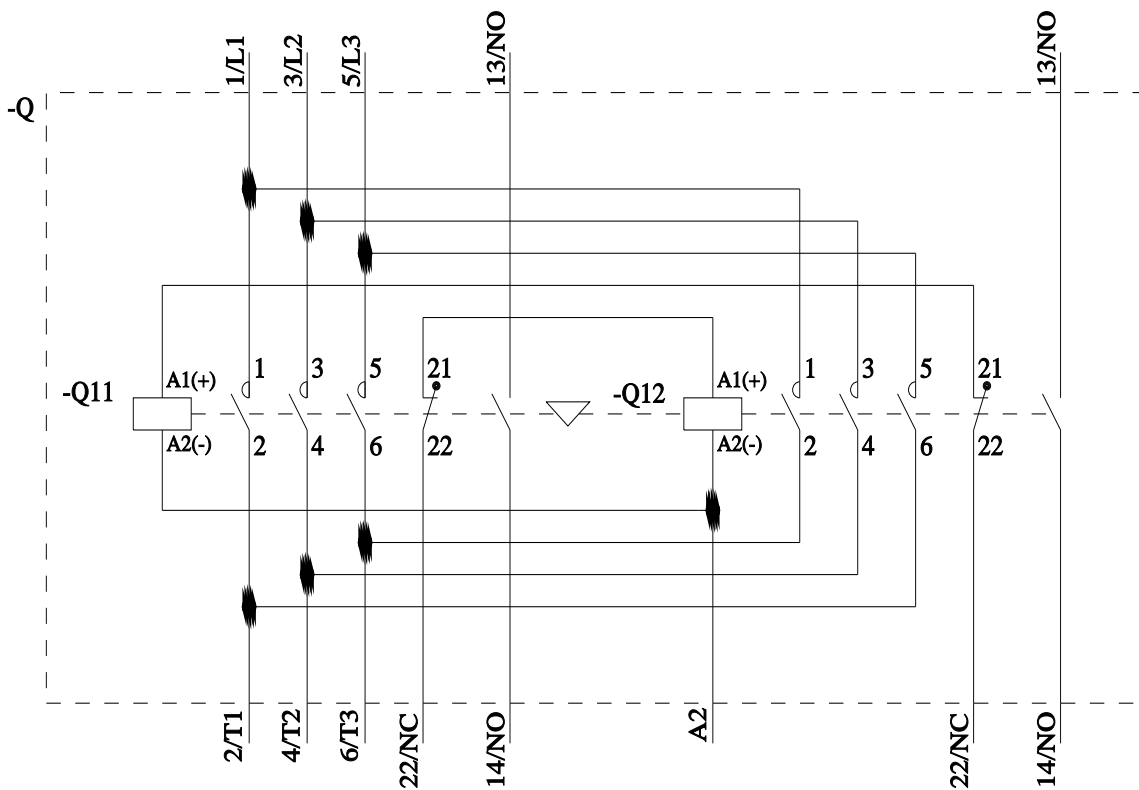 1/L1
3/L2
5/L3
13/NO
13/NO
-Q
-Q11
A1(+)
A2(-)
1
2
3
4
5
6
21
22
-Q12
A1(+)
A2(-)
1
2
3
4
5
6
21
22
2/T1
4/T2
6/T3
22/NC
14/NO
A2
22/NC
14/NO